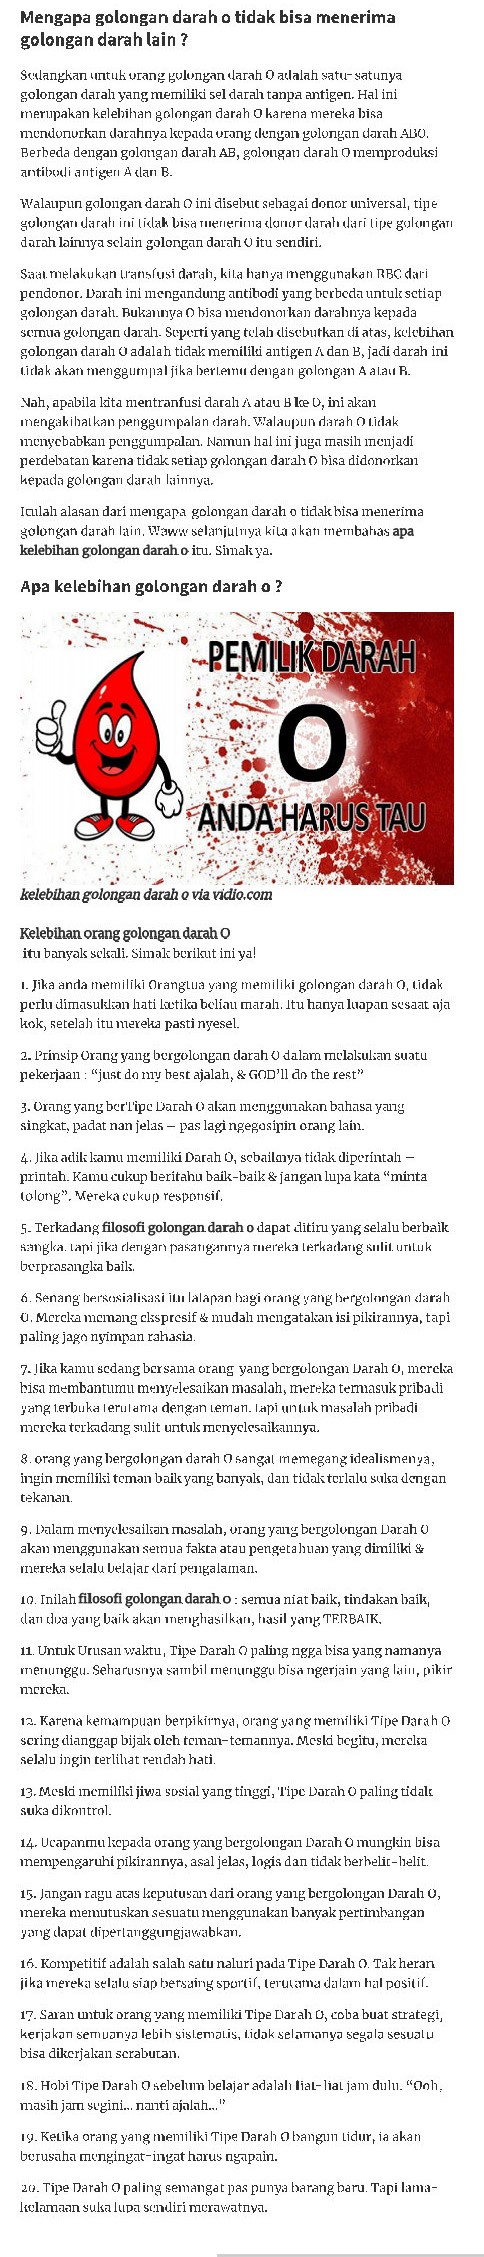 Mengapa golongan darah o tidak bisa menerima
golongan darah lain ?
Sedangkan untuk orang golongan darah O adalah satu-satunya
golongan darah yang memiliki sel darah tanpa antigen. Hal ini
merupakan kelebihan golongan darah O karena mereka bisa
mendonorkan darahnya kepada orang dengan golongan darah ABO.
Berbeda dengan golongan darah AB, golongan darah O memproduksi
antibodi antigen A dan B.
Walaupun golongan darah O ini disebut sebagai donor universal, tipe
golongan darah ini tidak bisa menerima donor darah dari tipe golongan
darah lainnya selain golongan darah O itu sendiri.
Saat melakukan transfusi darah, kita hanya menggunakan RBC dari
pendonor. Darah ini mengandung antibodi yang berbeda untuk setiap
golongan darah. Bukannya O bisa mendonorkan darahnya kepada
semua golongan darah. Seperti yang telah disebutkan di atas, kelebihan
golongan darah O adalah tidak memiliki antigen A dan B, jadi darah ini
tidak akan menggumpal jika bertemu dengan golongan A atau B.
Nah, apabila kita mentranfusi darah A atau B ke O, ini akan
mengakibatkan penggumpalan darah. Walaupun darah O tidak
menyebabkan penggumpalan. Namun hal ini juga masih menjadi
perdebatan karena tidak setiap golongan darah O bisa didonorkan
kepada golongan darah lainnya.
Itulah alasan dari mengapa golongan darah o tidak bisa menerima
golongan darah lain. Waww selanjutnya kita akan membahas apa
kelebihan golongan darah o itu. Simak ya.
Apa kelebihan golongan darah o ?
PEMILIK DARAH
O
ANDA HARUS TAU
kelebihan golongan darah o via vidio.com
Kelebihan orang golongan darah O
itu banyak sekali. Simak berikut ini ya!
1. Jika anda memiliki Orangtua yang memiliki golongan darah O, tidak
perlu dimasukkan hati ketika beliau marah. Itu hanya luapan sesaat aja
kok, setelah itu mereka pasti nyesel.
2. Prinsip Orang yang bergolongan darah O dalam melakukan suatu
pekerjaan : “just do my best ajalah, & GOD’ll do the rest”
3. Orang yang berTipe Darah O akan menggunakan bahasa yang
singkat, padat nan jelas – pas lagi ngegosipin orang lain.
4. Jika adik kamu memiliki Darah O, sebaiknya tidak diperintah –
printah. Kamu cukup beritahu baik-baik & jangan lupa kata “minta
tolong”. Mereka cukup responsif.
5. Terkadang filosofi golongan darah o dapat ditiru yang selalu berbaik
sangka. tapi jika dengan pasangannya mereka terkadang sulit untuk
berprasangka baik.
6. Senang bersosialisasi itu lalapan bagi orang yang bergolongan darah
O. Mereka memang ekspresif & mudah mengatakan isi pikirannya, tapi
paling jago nyimpan rahasia.
7. Jika kamu sedang bersama orang yang bergolongan Darah O, mereka
bisa membantumu menyelesaikan masalah, mereka termasuk pribadi
yang terbuka terutama dengan teman. tapi untuk masalah pribadi
mereka terkadang sulit untuk menyelesaikannya.
8. orang yang bergolongan darah O sangat memegang idealismenya,
ingin memiliki teman baik yang banyak, dan tidak terlalu suka dengan
tekanan.
9. Dalam menyelesaikan masalah, orang yang bergolongan Darah O
akan menggunakan semua fakta atau pengetahuan yang dimiliki &
mereka selalu belajar dari pengalaman.
10. Inilah filosofi golongan darah o : semua niat baik, tindakan baik,
dan doa yang baik akan menghasilkan, hasil yang TERBAIK.
11. Untuk Urusan waktu, Tipe Darah O paling ngga bisa yang namanya
menunggu. Seharusnya sambil menunggu bisa ngerjain yang lain, pikir
mereka.
12. Karena kemampuan berpikirnya, orang yang memiliki Tipe Darah O
sering dianggap bijak oleh teman-temannya. Meski begitu, mereka
selalu ingin terlihat rendah hati.
13. Meski memiliki jiwa sosial yang tinggi, Tipe Darah O paling tidak
suka dikontrol.
14. Ucapanmu kepada orang yang bergolongan Darah O mungkin bisa
mempengaruhi pikirannya, asal jelas, logis dan tidak berbelit-belit.
15. Jangan ragu atas keputusan dari orang yang bergolongan Darah O,
mereka memutuskan sesuatu menggunakan banyak pertimbangan
yang dapat dipertanggungjawabkan.
16. Kompetitif adalah salah satu naluri pada Tipe Darah O. Tak heran
jika mereka selalu siap bersaing sportif, terutama dalam hal positif.
17. Saran untuk orang yang memiliki Tipe Darah O, coba buat strategi,
kerjakan semuanya lebih sistematis, tidak selamanya segala sesuatu
bisa dikerjakan serabutan.
18. Hobi Tipe Darah O sebelum belajar adalah liat-liat jam dulu. “Ooh,
masih jam segini... nanti ajalah...”
19. Ketika orang yang memiliki Tipe Darah O bangun tidur, ia akan
berusaha mengingat-ingat harus ngapain.
20. Tipe Darah O paling semangat pas punya barang baru. Tapi lama-
kelamaan suka lupa sendiri merawatnya.